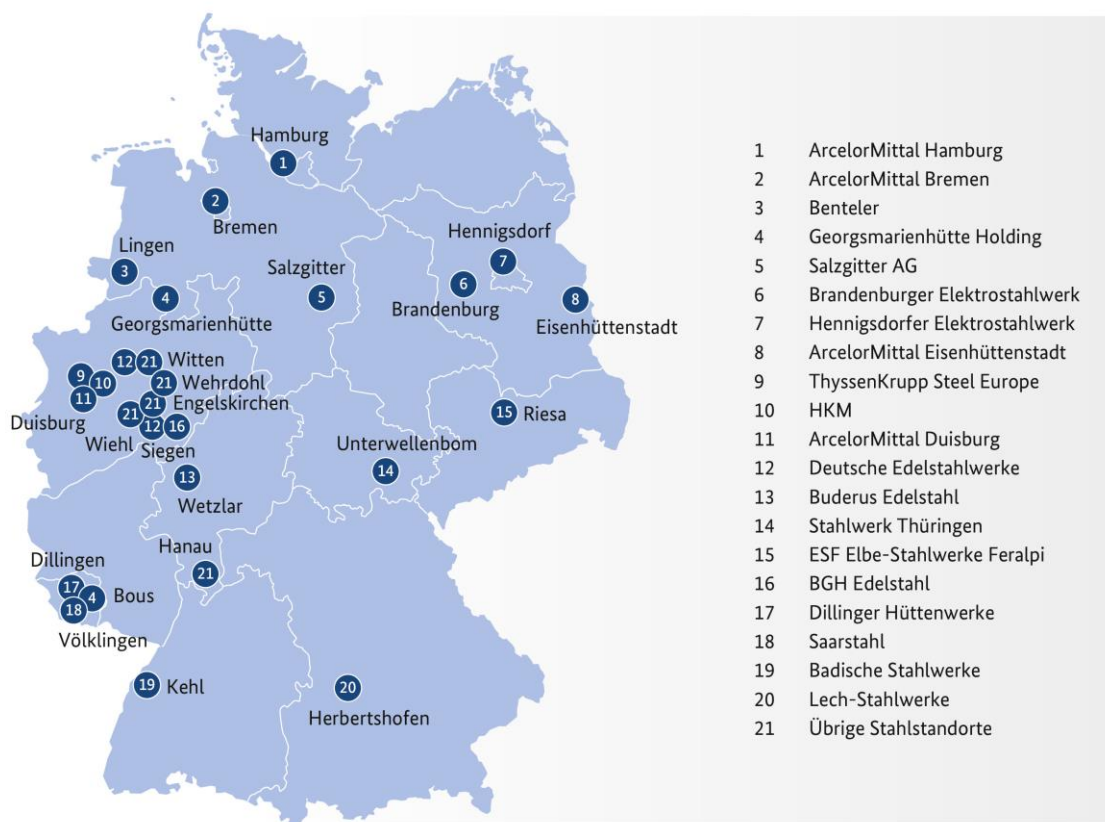 Hamburg
1
2
Bremen
Lingen
3
Hennigsdorf
7
Salzgitter
5
6
Brandenburg
8
Eisenhüttenstadt
4
Georgsmarienhütte
12 21 Witten
9
10
21 Wehrdohl
11
21 Engelskirchen
Duisburg
21
12
16
Wiehl
Siegen
15 Riesa
Unterwellenbom
14
13
Wetzlar
Hanau
21
Dillingen
17
4 Bous
18
Völklingen
19 Kehl
20
Herbertshofen
1 ArcelorMittal Hamburg
2 ArcelorMittal Bremen
3 Benteler
4 Georgsmarienhütte Holding
5 Salzgitter AG
6 Brandenburger Elektrostahlwerk
7 Hennigsdorfer Elektrostahlwerk
8 ArcelorMittal Eisenhüttenstadt
9 ThyssenKrupp Steel Europe
10 HKM
11 ArcelorMittal Duisburg
12 Deutsche Edelstahlwerke
13 Buderus Edelstahl
14 Stahlwerk Thüringen
15 ESF Elbe-Stahlwerke Feralpi
16 BGH Edelstahl
17 Dillinger Hüttenwerke
18 Saarstahl
19 Badische Stahlwerke
20 Lech-Stahlwerke
21 Übrige Stahlstandorte